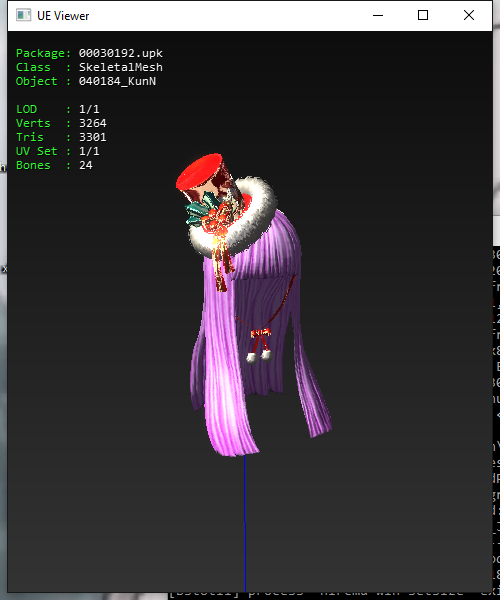 UE Viewer
Package: 00030192.upk
Class  : SkeletalMesh
Object : 040184_KunN
LOD    : 1/1
Verts  : 3264
Tris   : 3301
UV Set : 1/1
Bones  : 24